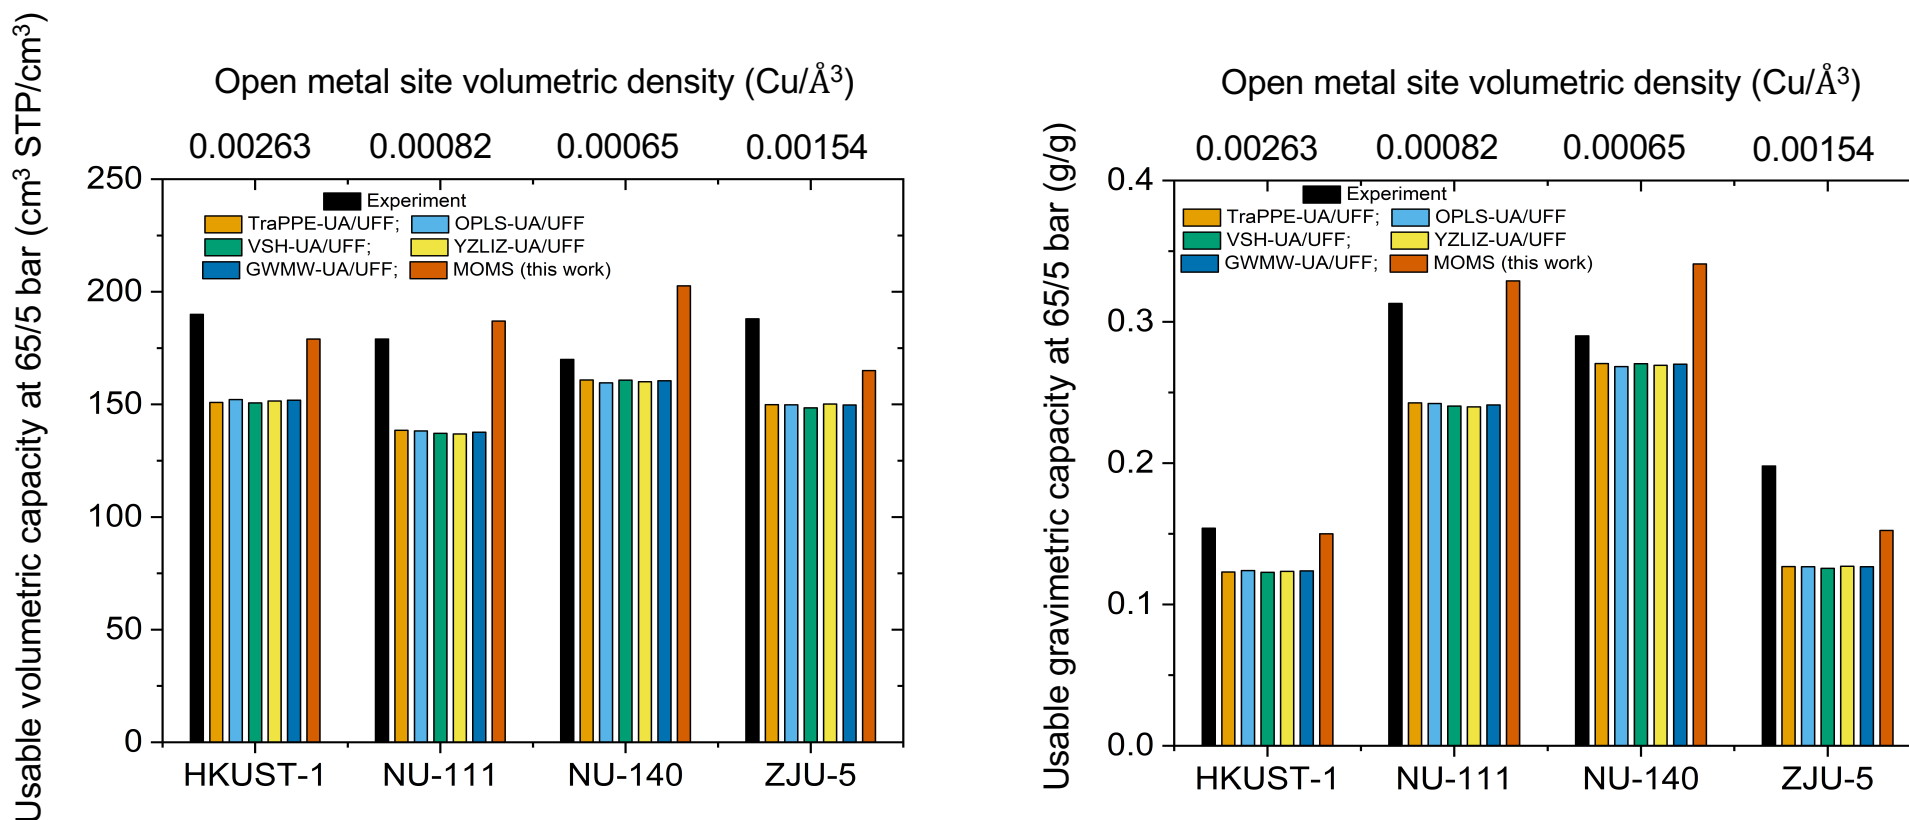 Open metal site volumetric density (Cu/Å³)
0.00263 0.00082 0.00065 0.00154
Usable volumetric capacity at 65/5 bar (cm³ STP/cm³)
250
200
150
100
50
0
Experiment
TraPPE-UA/UFF; OPLS-UA/UFF
VSH-UA/UFF; YZLIZ-UA/UFF
GWMW-UA/UFF; MOMS (this work)
HKUST-1 NU-111 NU-140 ZJU-5
Open metal site volumetric density (Cu/Å³)
0.00263 0.00082 0.00065 0.00154
Usable gravimetric capacity at 65/5 bar (g/g)
0.4
0.3
0.2
0.1
0.0
Experiment
TraPPE-UA/UFF; OPLS-UA/UFF
VSH-UA/UFF; YZLIZ-UA/UFF
GWMW-UA/UFF; MOMS (this work)
HKUST-1 NU-111 NU-140 ZJU-5